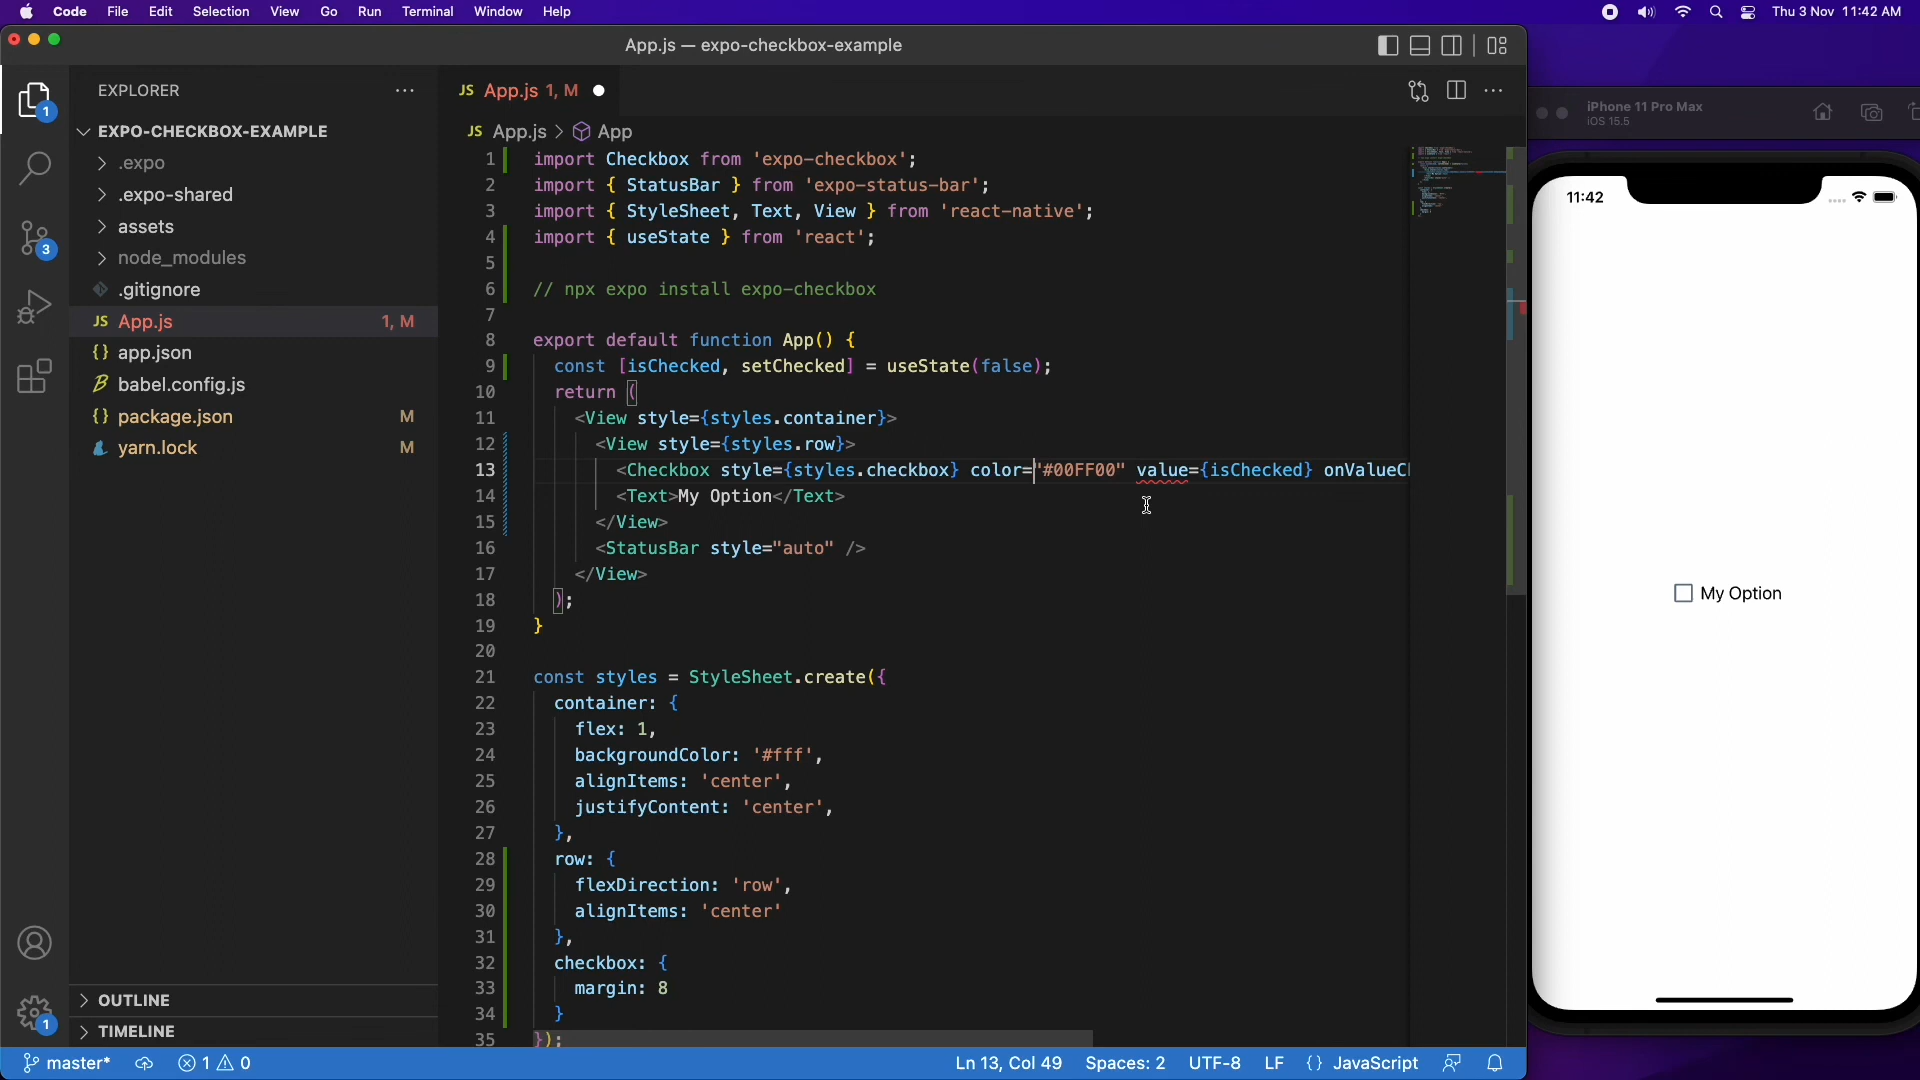 Code File Edit Selection View Go Run Terminal Window Help
Thu 3 Nov 11:42 AM
App.js — expo-checkbox-example
EXPLORER
EXPO-CHECKBOX-EXAMPLE
.expo
.expo-shared
assets
node_modules
.gitignore
JS App.js 1, M
{} app.json
babel.config.js
{} package.json M
yarn.lock M
OUTLINE
TIMELINE
1
3
1
JS App.js 1, M
JS App.js > App
1 import Checkbox from 'expo-checkbox';
2 import { StatusBar } from 'expo-status-bar';
3 import { StyleSheet, Text, View } from 'react-native';
4 import { useState } from 'react';
5
6 // npx expo install expo-checkbox
7
8 export default function App() {
9 const [isChecked, setChecked] = useState(false);
10 return (
11 <View style={styles.container}>
12 <View style={styles.row}>
13 <Checkbox style={styles.checkbox} color="#00FF00" value={isChecked} onValueC
14 <Text>My Option</Text>
15 </View>
16 <StatusBar style="auto" />
17 </View>
18 );
19 }
20
21 const styles = StyleSheet.create({
22 container: {
23 flex: 1,
24 backgroundColor: '#fff',
25 alignItems: 'center',
26 justifyContent: 'center',
27 },
28 row: {
29 flexDirection: 'row',
30 alignItems: 'center'
31 },
32 checkbox: {
33 margin: 8
34 }
35 });
master* 1 0
Ln 13, Col 49 Spaces: 2 UTF-8 LF {} JavaScript
iPhone 11 Pro Max
iOS 15.5
11:42
My Option